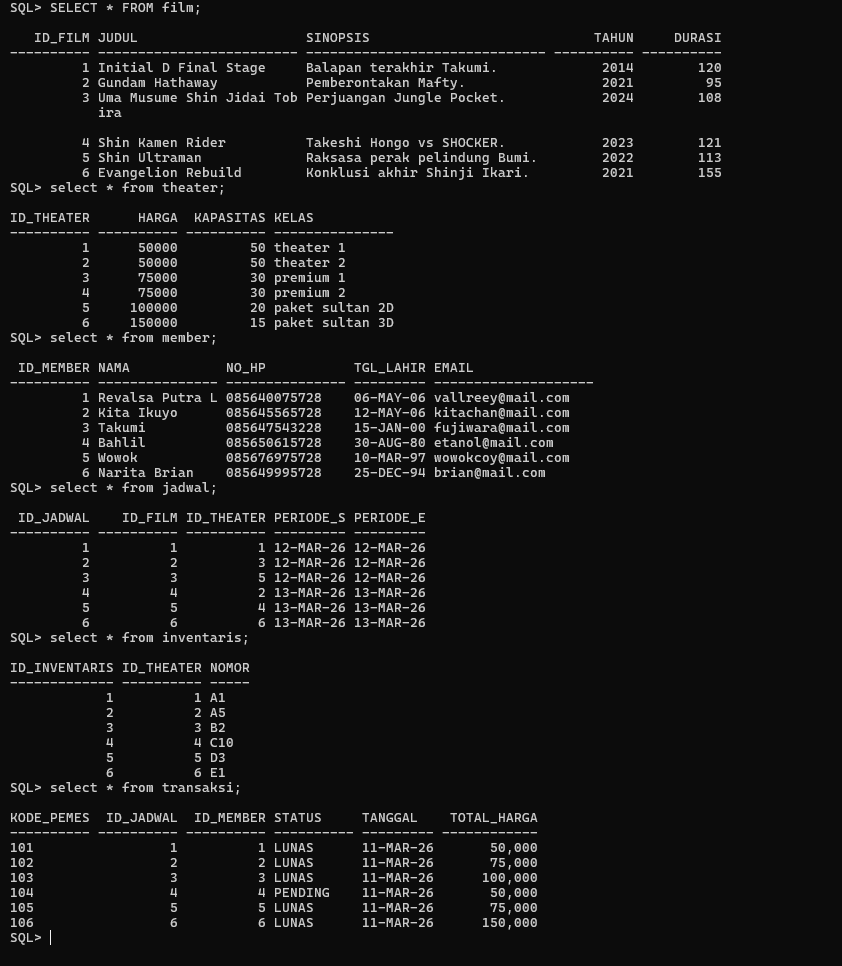 SQL> SELECT * FROM film;
ID_FILM JUDUL SINOPSIS TAHUN DURASI
---------- ------------------------- ------------------------------ ---------- ----------
1 Initial D Final Stage Balapan terakhir Takumi. 2014 120
2 Gundam Hathaway Pemberontakan Mafty. 2021 95
3 Uma Musume Shin Jidai Tob Perjuangan Jungle Pocket. 2024 108
ira
4 Shin Kamen Rider Takeshi Hongo vs SHOCKER. 2023 121
5 Shin Ultraman Raksasa perak pelindung Bumi. 2022 113
6 Evangelion Rebuild Konklusi akhir Shinji Ikari. 2021 155
SQL> select * from theater;
ID_THEATER HARGA KAPASITAS KELAS
---------- ---------- ---------- ---------------
1 50000 50 theater 1
2 50000 50 theater 2
3 75000 30 premium 1
4 75000 30 premium 2
5 100000 20 paket sultan 2D
6 150000 15 paket sultan 3D
SQL> select * from member;
ID_MEMBER NAMA NO_HP TGL_LAHIR EMAIL
---------- --------------- --------------- --------- --------------------
1 Revalsa Putra L 085640075728 06-MAY-06 vallreey@mail.com
2 Kita Ikuyo 085645565728 12-MAY-06 kitachan@mail.com
3 Takumi 085647543228 15-JAN-00 fujiwara@mail.com
4 Bahlil 085650615728 30-AUG-80 etanol@mail.com
5 Wowok 085676975728 10-MAR-97 wowokcoy@mail.com
6 Narita Brian 085649995728 25-DEC-94 brian@mail.com
SQL> select * from jadwal;
ID_JADWAL ID_FILM ID_THEATER PERIODE_S PERIODE_E
---------- ---------- ---------- --------- ---------
1 1 1 12-MAR-26 12-MAR-26
2 2 3 12-MAR-26 12-MAR-26
3 3 5 12-MAR-26 12-MAR-26
4 4 2 13-MAR-26 13-MAR-26
5 5 4 13-MAR-26 13-MAR-26
6 6 6 13-MAR-26 13-MAR-26
SQL> select * from inventaris;
ID_INVENTARIS ID_THEATER NOMOR
------------- ---------- -----
1 1 A1
2 2 A5
3 3 B2
4 4 C10
5 5 D3
6 6 E1
SQL> select * from transaksi;
KODE_PEMES ID_JADWAL ID_MEMBER STATUS TANGGAL TOTAL_HARGA
---------- ---------- ---------- ---------- --------- ------------
101 1 1 LUNAS 11-MAR-26 50,000
102 2 2 LUNAS 11-MAR-26 75,000
103 3 3 LUNAS 11-MAR-26 100,000
104 4 4 PENDING 11-MAR-26 50,000
105 5 5 LUNAS 11-MAR-26 75,000
106 6 6 LUNAS 11-MAR-26 150,000
SQL>